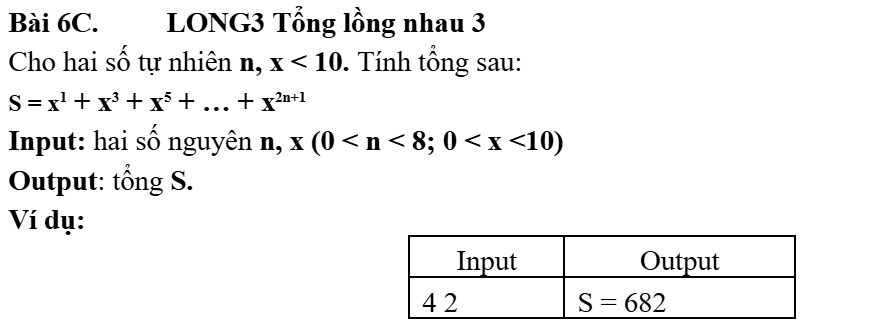 Bài 6C. LONG3 Tổng lồng nhau 3
Cho hai số tự nhiên n, x < 10. Tính tổng sau:
S = x¹ + x³ + x⁵ + … + x²ⁿ⁺¹
Input: hai số nguyên n, x (0 < n < 8; 0 < x <10)
Output: tổng S.
Ví dụ:
Input Output
4 2 S = 682